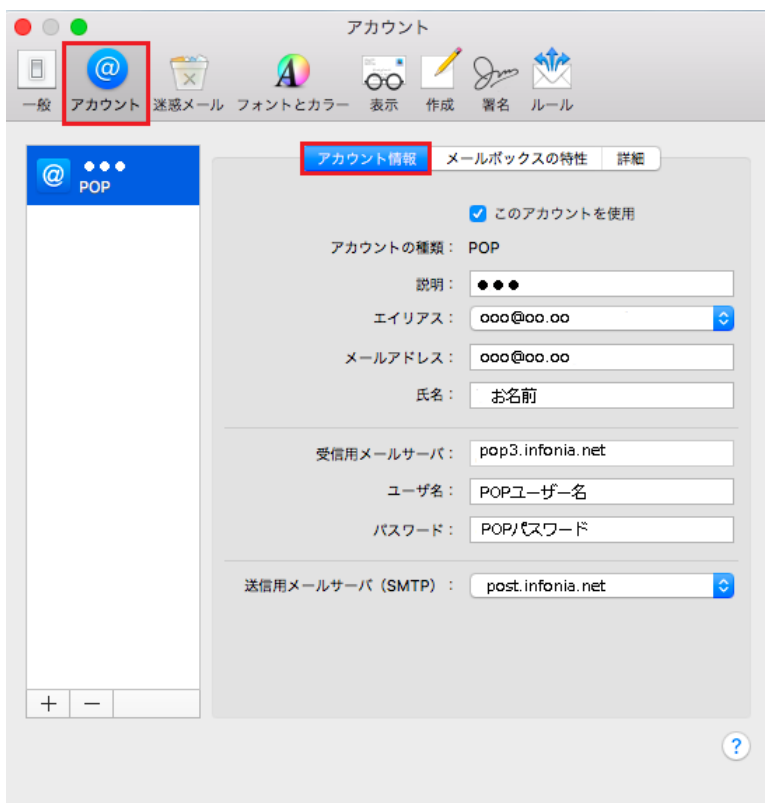 アカウント
一般 アカウント 迷惑メール フォントとカラー 表示 作成 署名 ルール
アカウント情報 メールボックスの特性 詳細
@ ●●●
POP
このアカウントを使用
アカウントの種類： POP
説明： ●●●
エイリアス： ooo@oo.oo
メールアドレス： ooo@oo.oo
氏名： お名前
受信用メールサーバ： pop3.infonia.net
ユーザ名： POPユーザー名
パスワード： POPパスワード
送信用メールサーバ（SMTP）： post.infonia.net
+ −
?